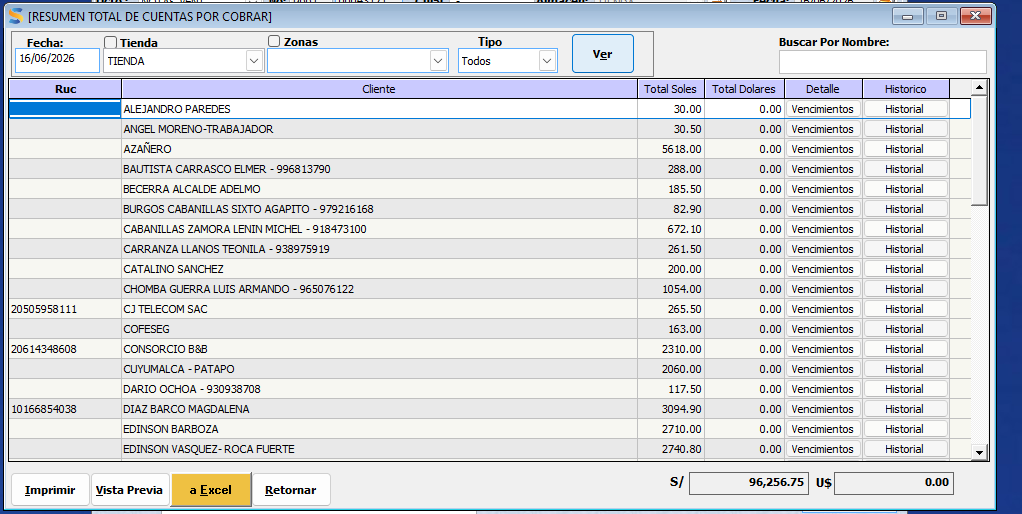 [RESUMEN TOTAL DE CUENTAS POR COBRAR]
Fecha: Tienda Zonas Tipo Buscar Por Nombre:
16/06/2026 TIENDA Todos Ver
Ruc Cliente Total Soles Total Dolares Detalle Historico
ALEJANDRO PAREDES 30.00 0.00 Vencimientos Historial
ANGEL MORENO-TRABAJADOR 30.50 0.00 Vencimientos Historial
AZAÑERO 5618.00 0.00 Vencimientos Historial
BAUTISTA CARRASCO ELMER - 996813790 288.00 0.00 Vencimientos Historial
BECERRA ALCALDE ADELMO 185.50 0.00 Vencimientos Historial
BURGOS CABANILLAS SIXTO AGAPITO - 979216168 82.90 0.00 Vencimientos Historial
CABANILLAS ZAMORA LENIN MICHEL - 918473100 672.10 0.00 Vencimientos Historial
CARRANZA LLANOS TEONILA - 938975919 261.50 0.00 Vencimientos Historial
CATALINO SANCHEZ 200.00 0.00 Vencimientos Historial
CHOMBA GUERRA LUIS ARMANDO - 965076122 1054.00 0.00 Vencimientos Historial
20505958111 CJ TELECOM SAC 265.50 0.00 Vencimientos Historial
COFESEG 163.00 0.00 Vencimientos Historial
20614348608 CONSORCIO B&B 2310.00 0.00 Vencimientos Historial
CUYUMALCA - PATAPO 2060.00 0.00 Vencimientos Historial
DARIO OCHOA - 930938708 117.50 0.00 Vencimientos Historial
10166854038 DIAZ BARCO MAGDALENA 3094.90 0.00 Vencimientos Historial
EDINSON BARBOZA 2710.00 0.00 Vencimientos Historial
EDINSON VASQUEZ- ROCA FUERTE 2740.80 0.00 Vencimientos Historial
Imprimir Vista Previa a Excel Retornar S/ 96,256.75 U$ 0.00